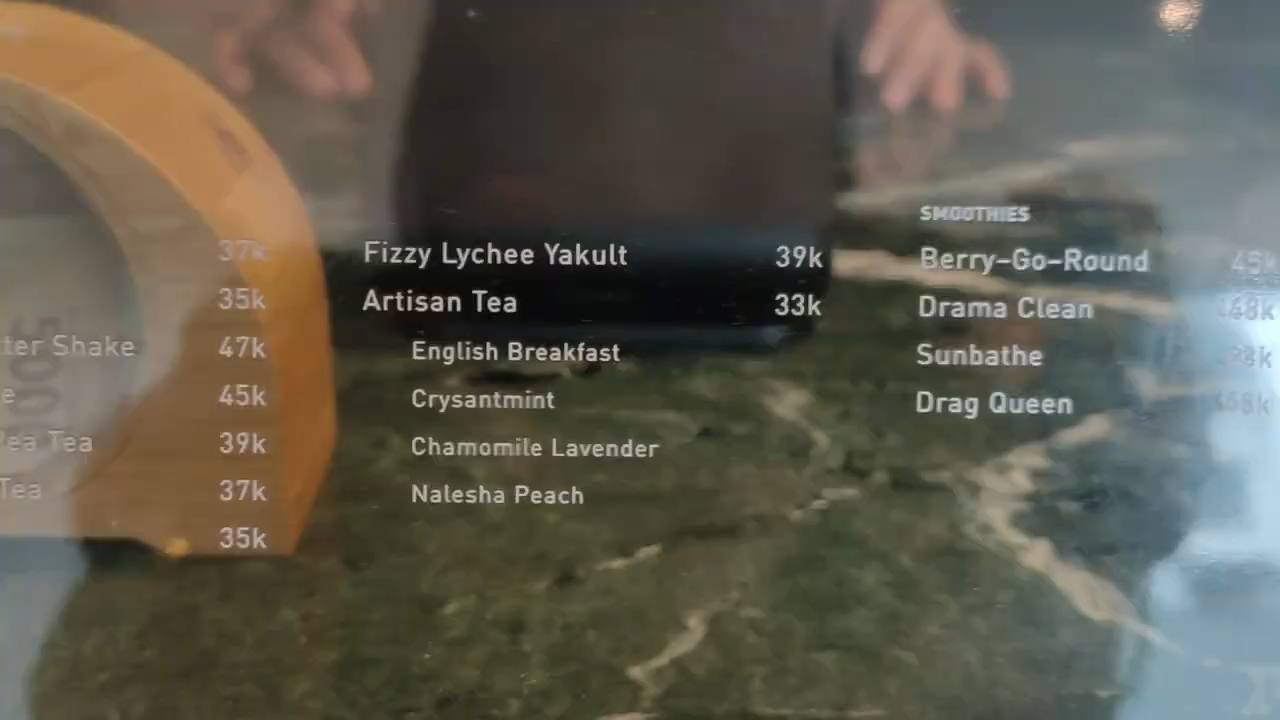 37k
35k
Shake 47k
45k
Tea 39k
Tea 37k
35k
Fizzy Lychee Yakult 39k
Artisan Tea 33k
English Breakfast
Crysantmint
Chamomile Lavender
Nalesha Peach
SMOOTHIES
Berry-Go-Round 45k
Drama Clean
Sunbathe
Drag Queen